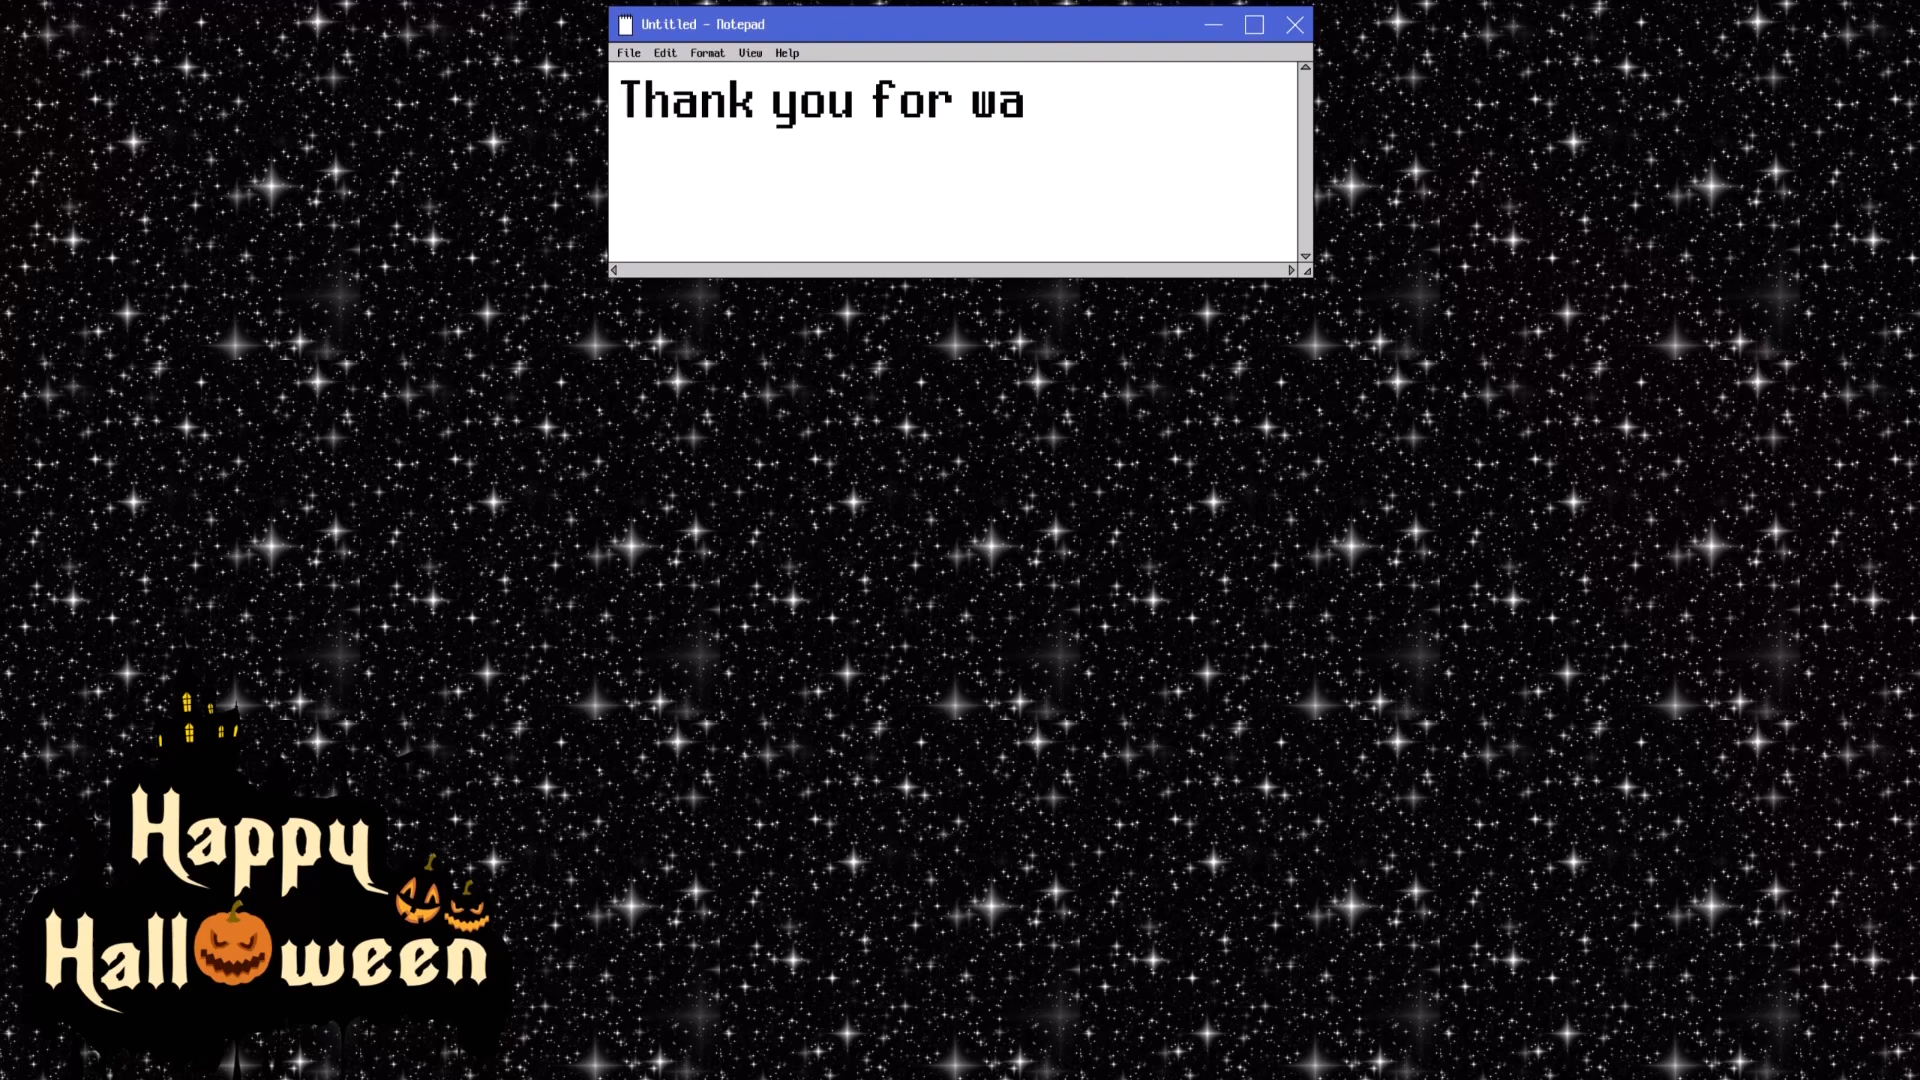 Untitled - Notepad
File Edit Format View Help
Thank you for wa
Happy
Halloween